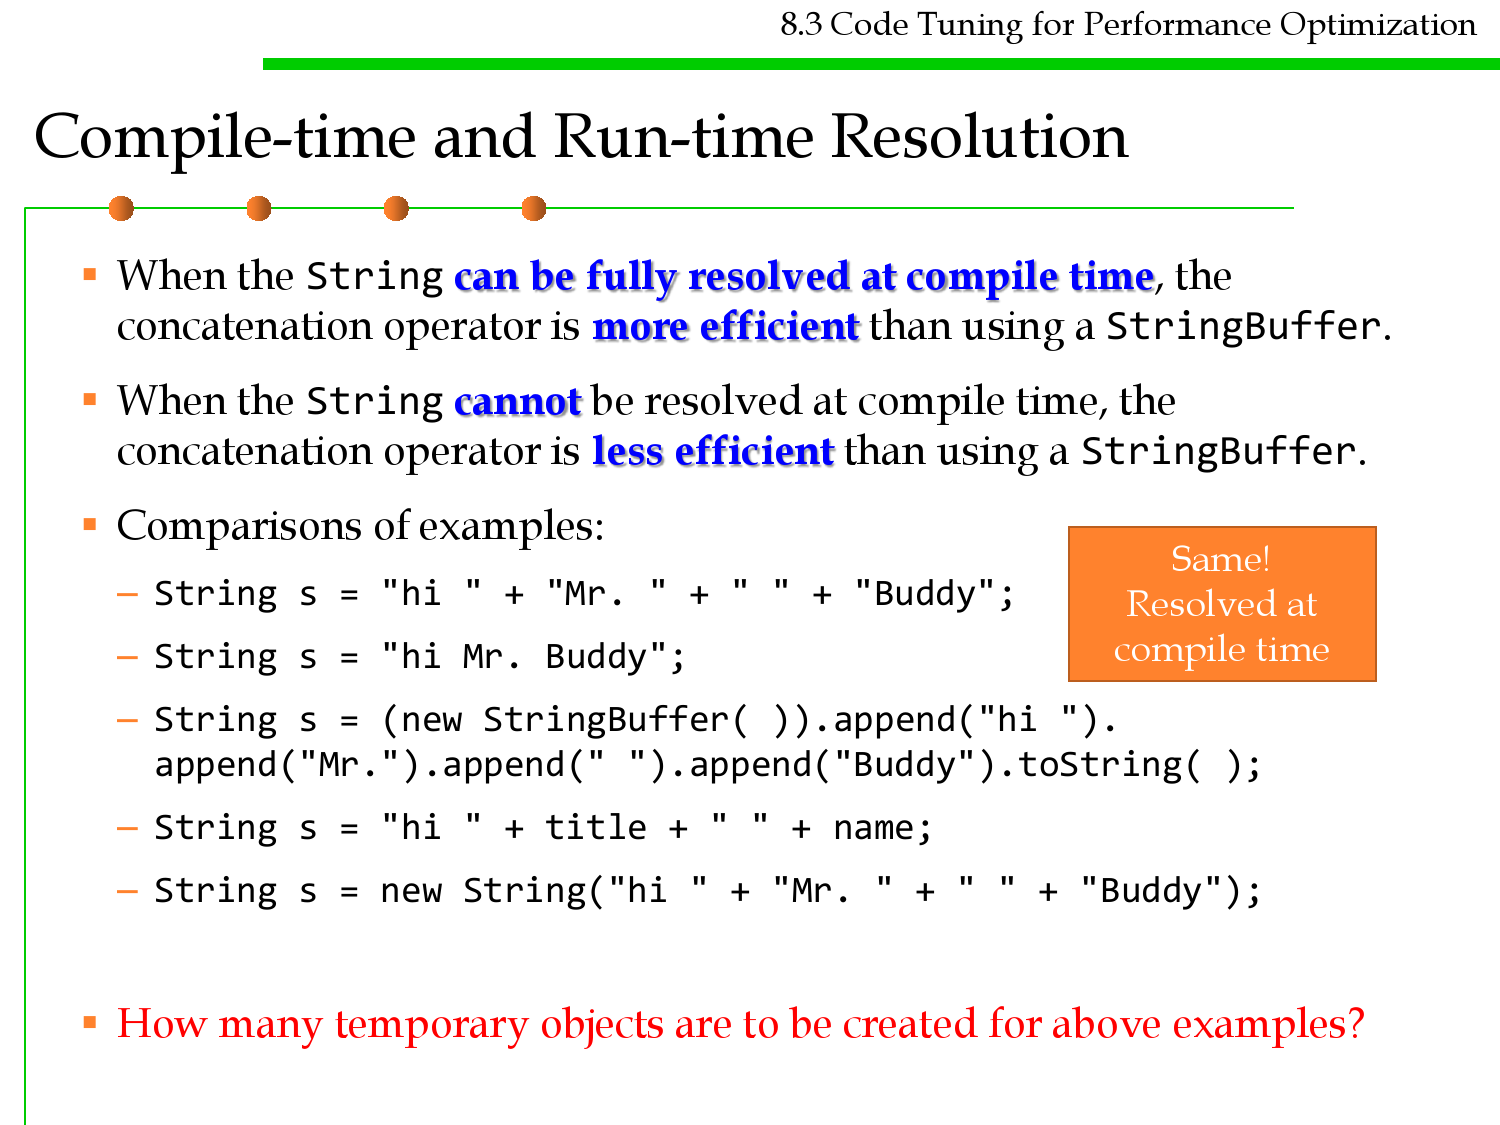 8.3 Code Tuning for Performance Optimization
Compile-time and Run-time Resolution
▪ When the String can be fully resolved at compile time, the
concatenation operator is more efficient than using a StringBuffer.
▪ When the String cannot be resolved at compile time, the
concatenation operator is less efficient than using a StringBuffer.
▪ Comparisons of examples:
Same!
Resolved at
compile time
– String s = "hi " + "Mr. " + " " + "Buddy";
– String s = "hi Mr. Buddy";
– String s = (new StringBuffer( )).append("hi ").
append("Mr.").append(" ").append("Buddy").toString( );
– String s = "hi " + title + " " + name;
– String s = new String("hi " + "Mr. " + " " + "Buddy");
▪ How many temporary objects are to be created for above examples?